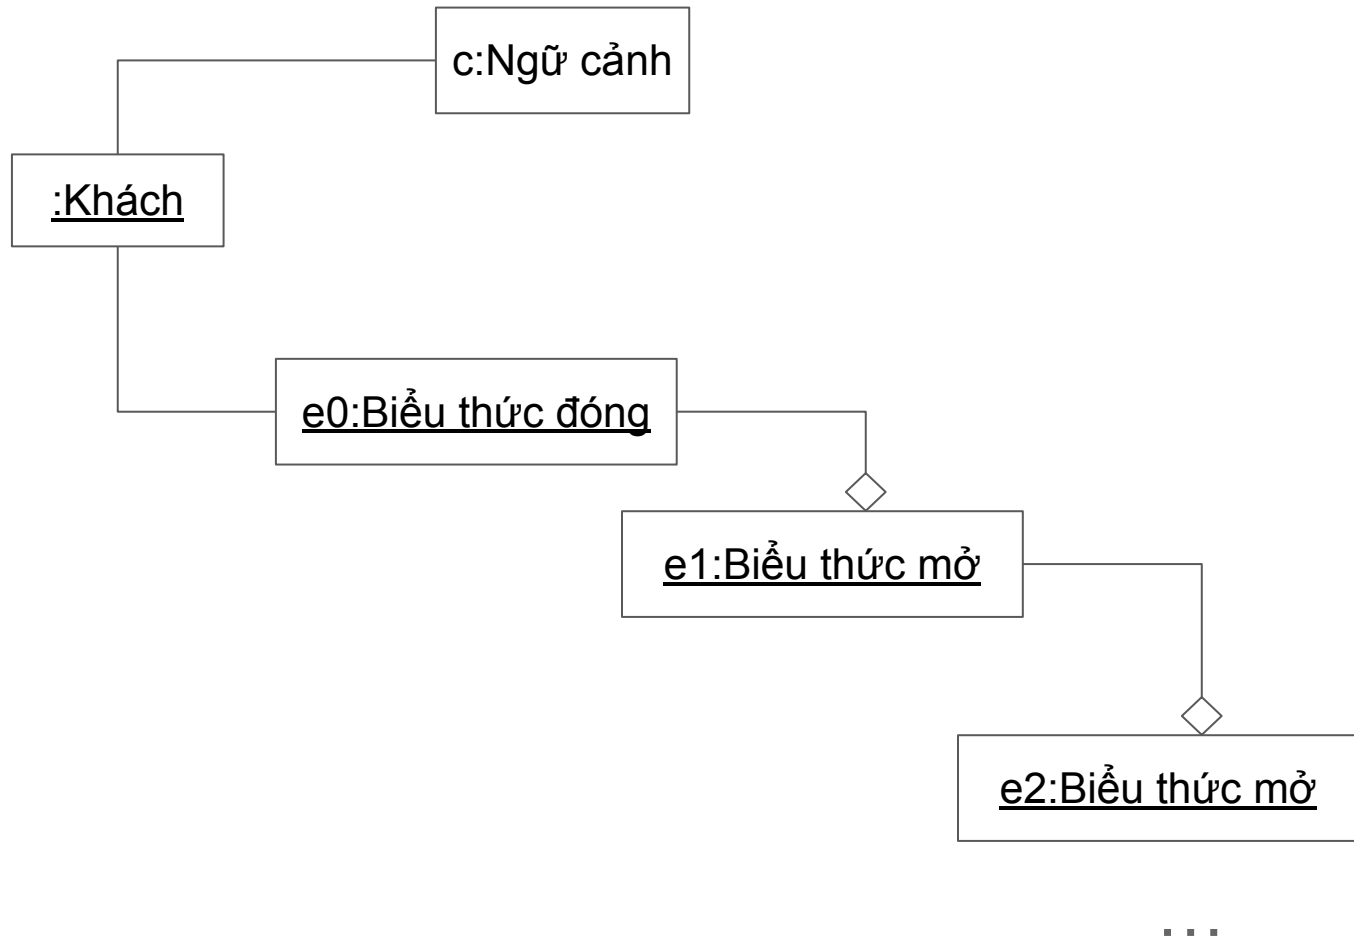 c:Ngữ cảnh
:Khách
e0:Biểu thức đóng
e1:Biểu thức mở
e2:Biểu thức mở
...